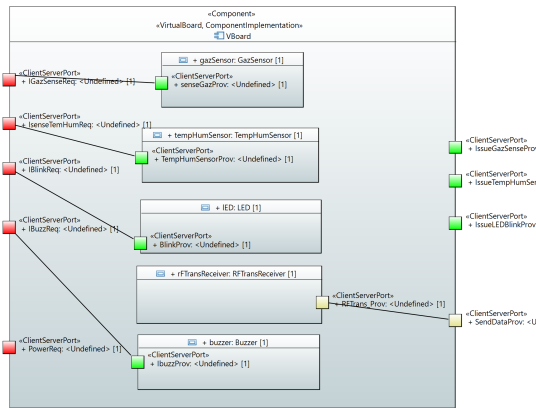 «Component»
«VirtualBoard, ComponentImplementation»
VBoard
«ClientServerPort»
+ IGazSenseReq: <Undefined> [1]
+ gazSensor: GazSensor [1]
«ClientServerPort»
+ senseGazProv: <Undefined> [1]
«ClientServerPort»
+ IsenseTemHumReq: <Undefined> [1]
+ tempHumSensor: TempHumSensor [1]
«ClientServerPort»
+ TempHumSensorProv: <Undefined> [1]
«ClientServerPort»
+ IssueGazSensePro
«ClientServerPort»
+ IssueTempHumSe
«ClientServerPort»
+ IBlinkReq: <Undefined> [1]
+ lED: LED [1]
«ClientServerPort»
+ BlinkProv: <Undefined> [1]
«ClientServerPort»
+ IssueLEDBlinkProv
«ClientServerPort»
+ IBuzzReq: <Undefined> [1]
+ rFTransReceiver: RFTransReceiver [1]
«ClientServerPort»
+ RFTrans_Prov: <Undefined> [1]
«ClientServerPort»
+ SendDataProv: <U
«ClientServerPort»
+ PowerReq: <Undefined> [1]
+ buzzer: Buzzer [1]
«ClientServerPort»
+ IbuzzProv: <Undefined> [1]